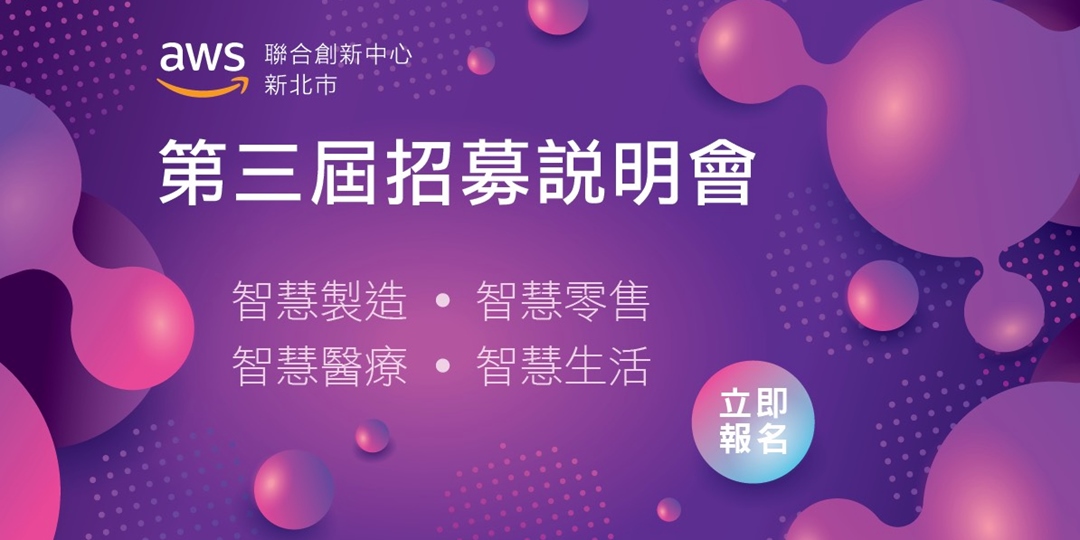 aws 聯合創新中心
新北市
第三屆招募説明會
智慧製造 • 智慧零售
智慧醫療 • 智慧生活
立即
報名